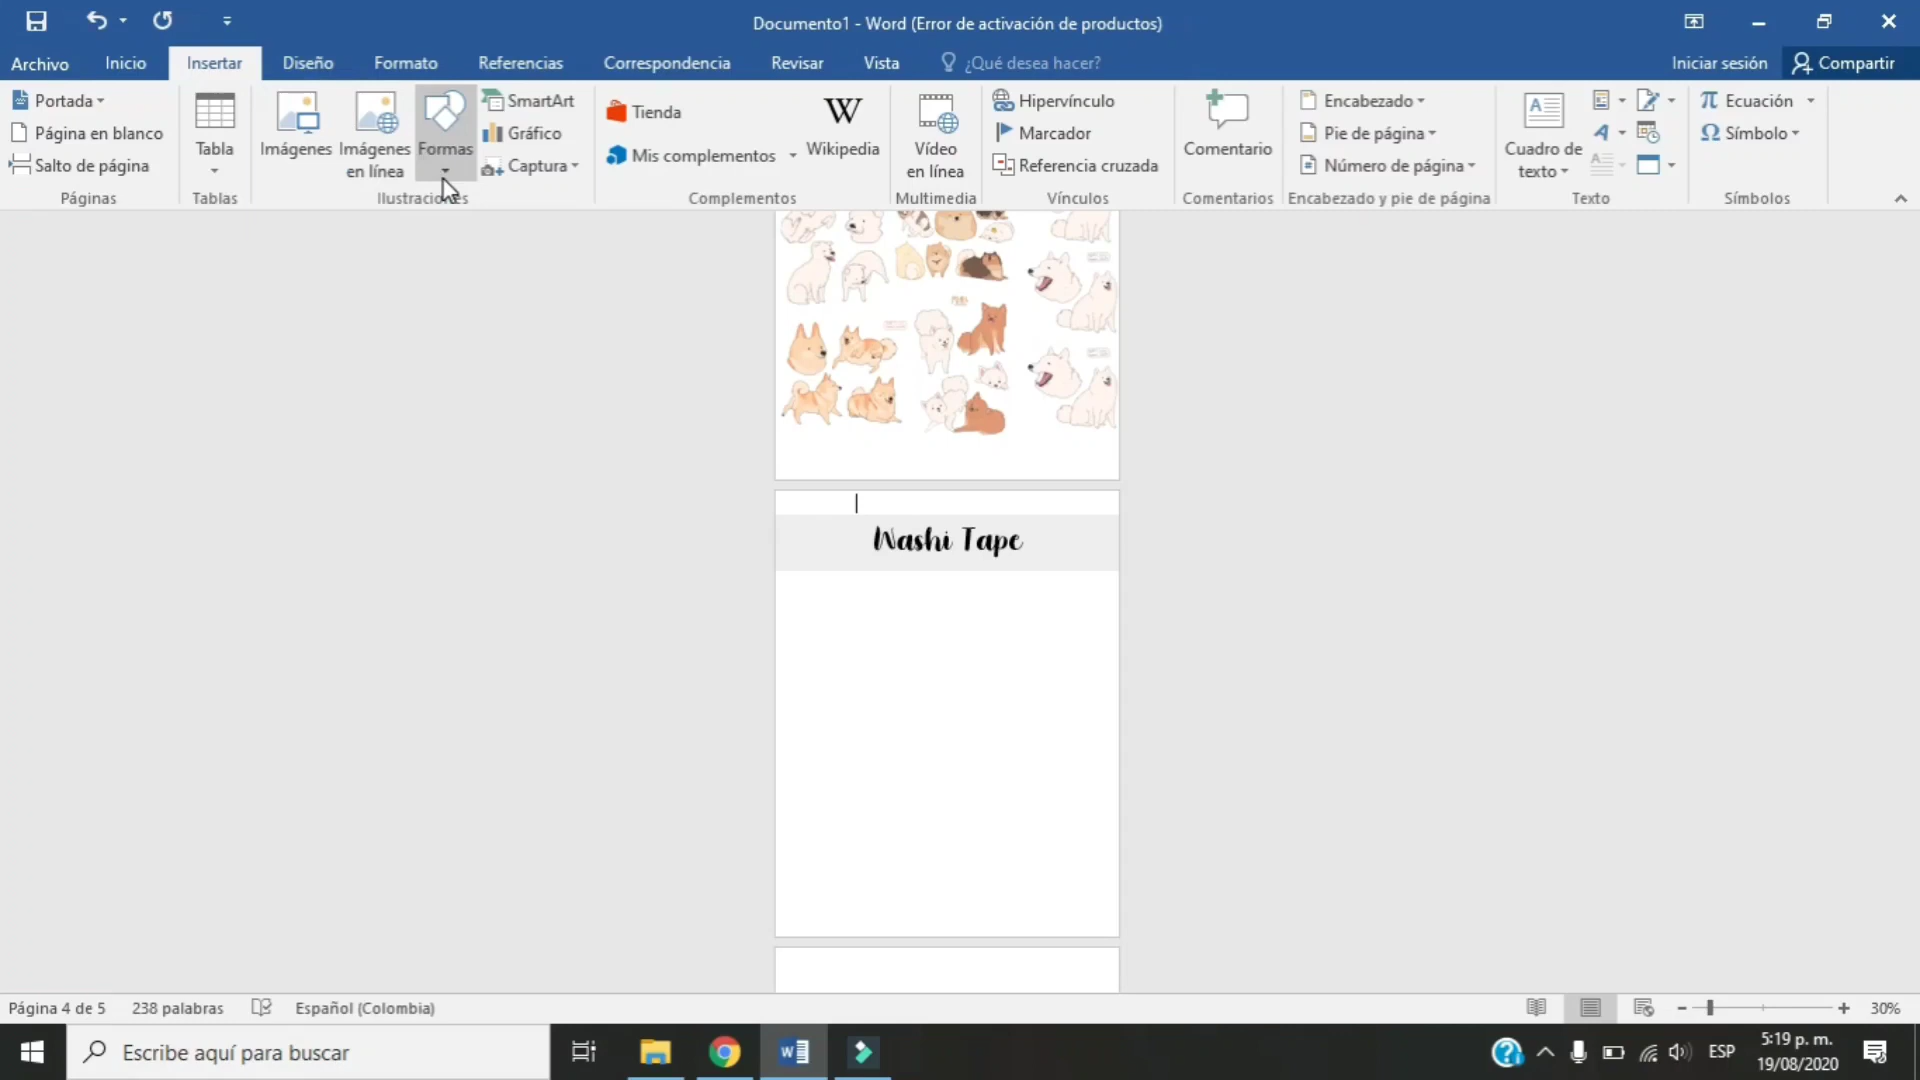 Documento1 - Word (Error de activación de productos)
Archivo Inicio Insertar Diseño Formato Referencias Correspondencia Revisar Vista ¿Qué desea hacer? Iniciar sesión Compartir
Portada
Página en blanco
Salto de página
Páginas
Tabla
Tablas
Imágenes
Imágenes
en línea
Formas
SmartArt
Gráfico
Captura
Ilustraciones
Tienda
Mis complementos
W
Wikipedia
Complementos
Vídeo
en línea
Multimedia
Hipervínculo
Marcador
Referencia cruzada
Vínculos
Comentario
Comentarios
Encabezado
Pie de página
Número de página
Encabezado y pie de página
Cuadro de
texto
Texto
π Ecuación
Ω Símbolo
Símbolos
Washi Tape
Página 4 de 5 238 palabras Español (Colombia) 30%
Escribe aquí para buscar
ESP
5:19 p. m.
19/08/2020